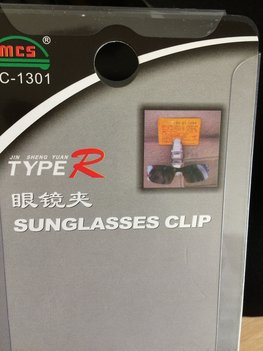 mcs®
C-1301
JIN SHENG YUAN
TYPE R
眼镜夹
SUNGLASSES CLIP